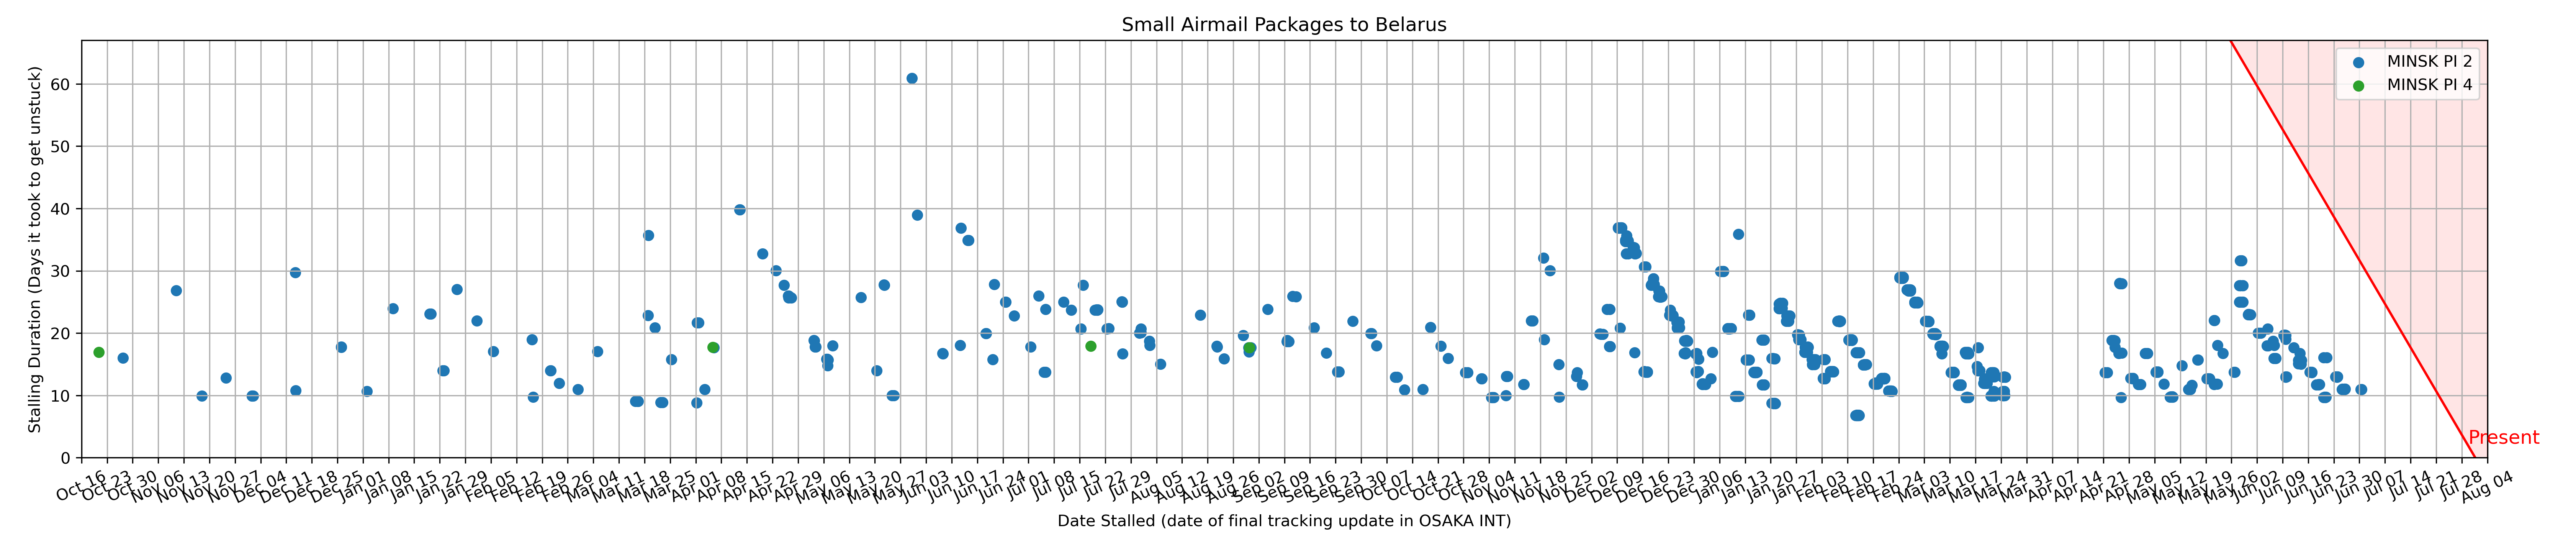 Small Airmail Packages to Belarus
MINSK PI 2
MINSK PI 4
Stalling Duration (Days it took to get unstuck)
60
50
40
30
20
10
0
Present
Oct 16 Oct 23 Oct 30 Nov 06 Nov 13 Nov 20 Nov 27 Dec 04 Dec 11 Dec 18 Dec 25 Jan 01 Jan 08 Jan 15 Jan 22 Jan 29 Feb 05 Feb 12 Feb 19 Feb 26 Mar 04 Mar 11 Mar 18 Mar 25 Apr 01 Apr 08 Apr 15 Apr 22 Apr 29 May 06 May 13 May 20 May 27 Jun 03 Jun 10 Jun 17 Jun 24 Jul 01 Jul 08 Jul 15 Jul 22 Jul 29 Aug 05 Aug 12 Aug 19 Aug 26 Sep 02 Sep 09 Sep 16 Sep 23 Sep 30 Oct 07 Oct 14 Oct 21 Oct 28 Nov 04 Nov 11 Nov 18 Nov 25 Dec 02 Dec 09 Dec 16 Dec 23 Dec 30 Jan 06 Jan 13 Jan 20 Jan 27 Feb 03 Feb 10 Feb 17 Feb 24 Mar 03 Mar 10 Mar 17 Mar 24 Mar 31 Apr 07 Apr 14 Apr 21 Apr 28 May 05 May 12 May 19 May 26 Jun 02 Jun 09 Jun 16 Jun 23 Jun 30 Jul 07 Jul 14 Jul 21 Jul 28 Aug 04
Date Stalled (date of final tracking update in OSAKA INT)